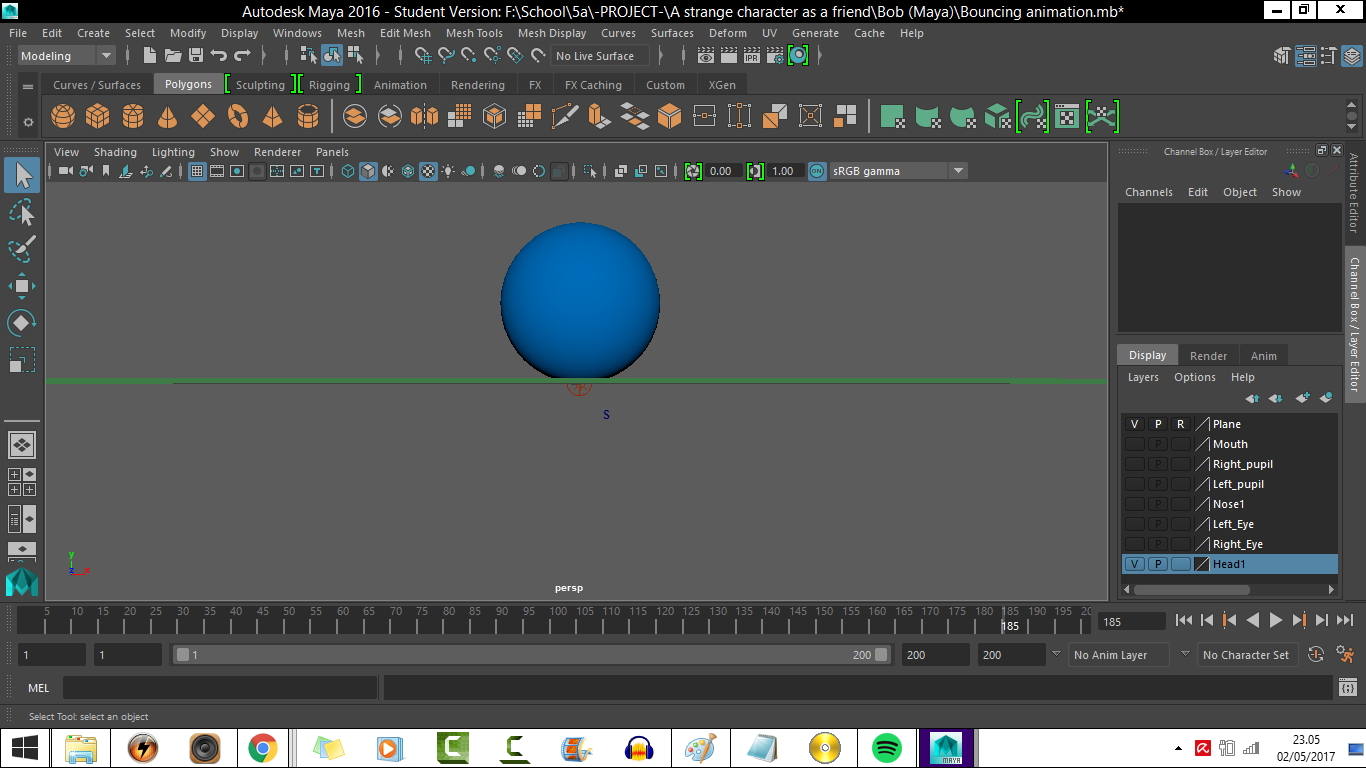 Autodesk Maya 2016 - Student Version: F:\School\5a\-PROJECT-\A strange character as a friend\Bob (Maya)\Bouncing animation.mb*
File Edit Create Select Modify Display Windows Mesh Edit Mesh Mesh Tools Mesh Display Curves Surfaces Deform UV Generate Cache Help
Modeling No Live Surface IPR
Curves / Surfaces Polygons Sculpting Rigging Animation Rendering FX FX Caching Custom XGen
View Shading Lighting Show Renderer Panels
0.00 1.00 ON sRGB gamma
Channel Box / Layer Editor
Channels Edit Object Show
Attribute Editor
Channel Box / Layer Editor
Display Render Anim
Layers Options Help
V P R Plane
P Mouth
P Right_pupil
P Left_pupil
P Nose1
P Left_Eye
P Right_Eye
V P Head1
S
y
z x
persp
5 10 15 20 25 30 35 40 45 50 55 60 65 70 75 80 85 90 95 100 105 110 115 120 125 130 135 140 145 150 155 160 165 170 175 180 185 190 195 20
185
185
1 1 1 200 200 200 No Anim Layer No Character Set
MEL
Select Tool: select an object
MAYA
23.05
02/05/2017